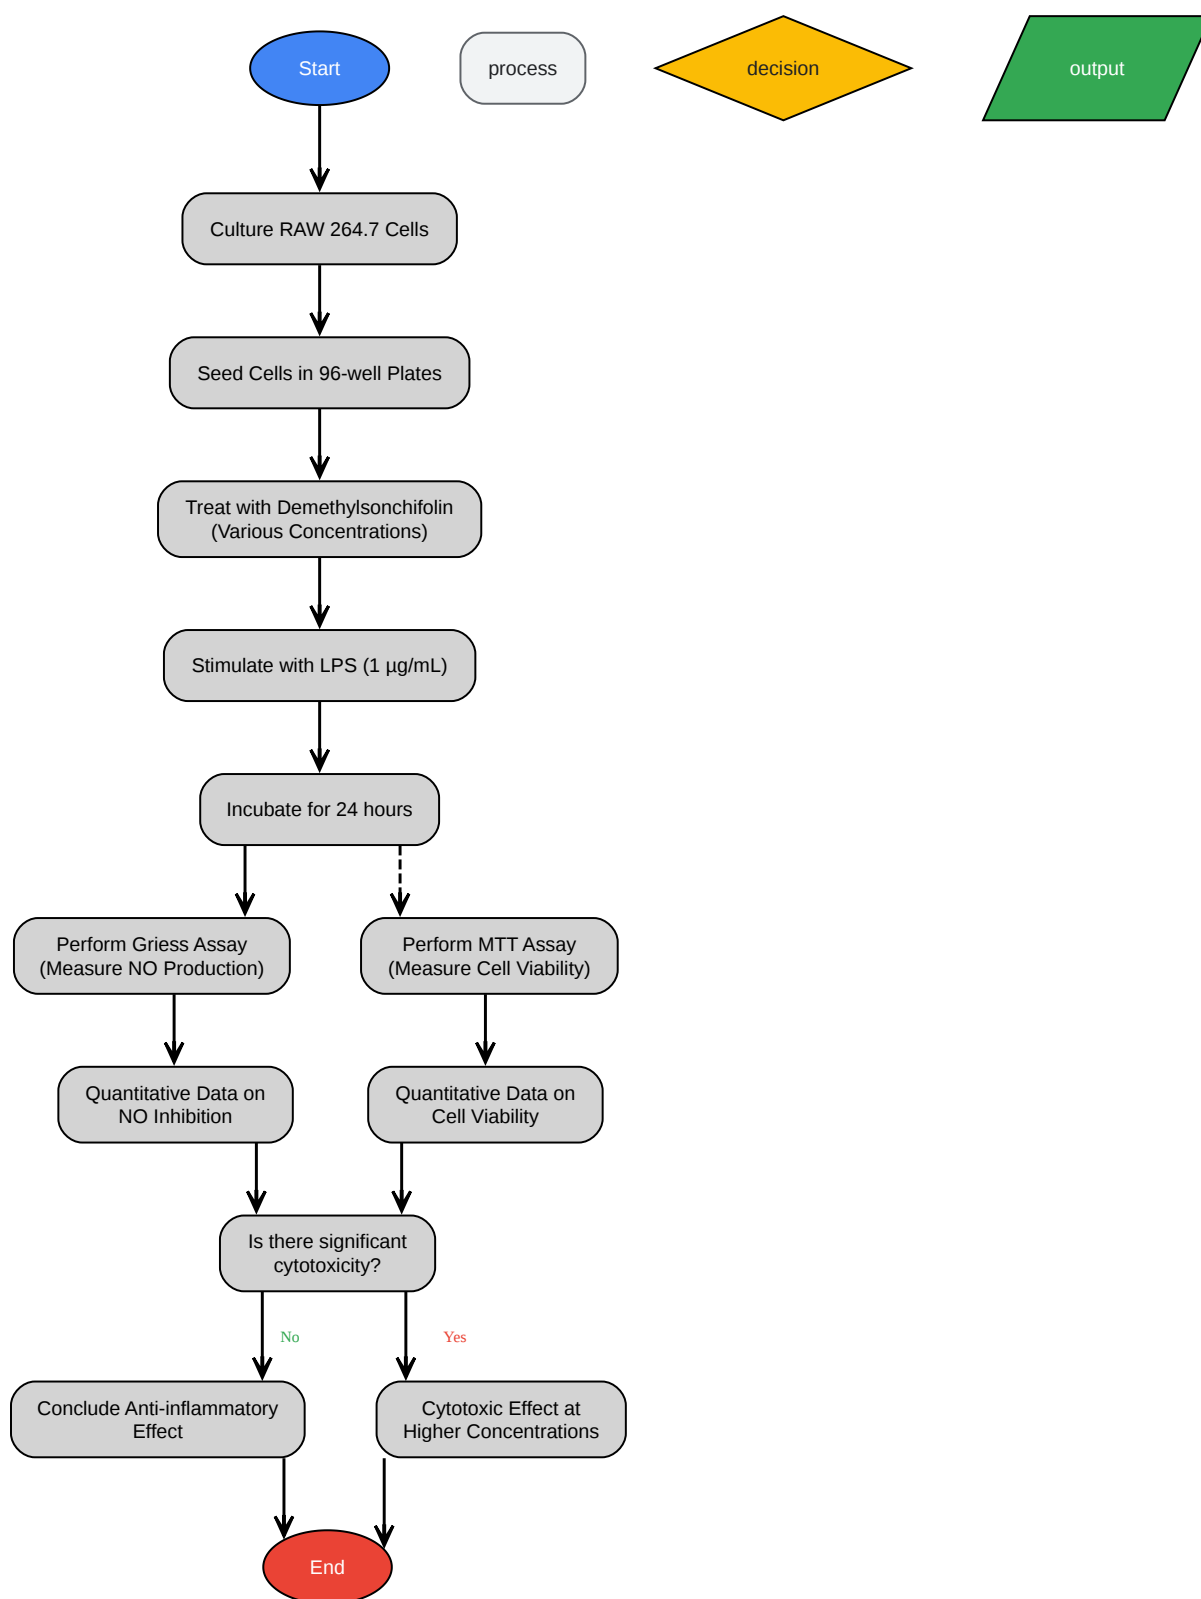 Start
process
decision
output
Culture RAW 264.7 Cells
Seed Cells in 96-well Plates
Treat with Demethylsonchifolin
(Various Concentrations)
Stimulate with LPS (1 µg/mL)
Incubate for 24 hours
Perform Griess Assay
(Measure NO Production)
Perform MTT Assay
(Measure Cell Viability)
Quantitative Data on
NO Inhibition
Quantitative Data on
Cell Viability
Is there significant
cytotoxicity?
No
Yes
Conclude Anti-inflammatory
Effect
Cytotoxic Effect at
Higher Concentrations
End